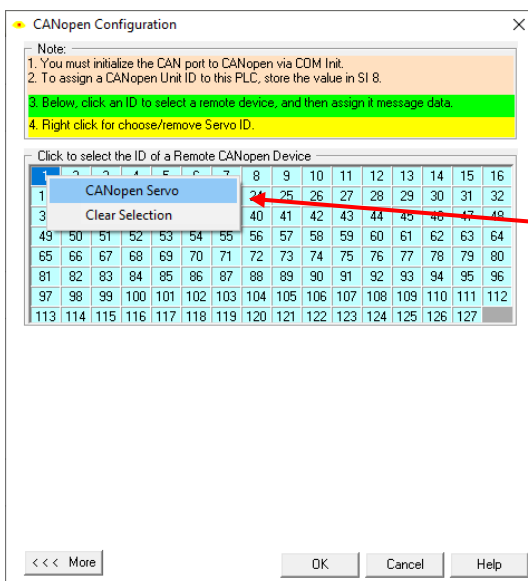 CANopen Configuration
Note:
1. You must initialize the CAN port to CANopen via COM Init.
2. To assign a CANopen Unit ID to this PLC, store the value in SI 8.
3. Below, click an ID to select a remote device, and then assign it message data.
4. Right click for choose/remove Servo ID.
Click to select the ID of a Remote CANopen Device
1 8 9 10 11 12 13 14 15 16
CANopen Servo
25 26 27 28 29 30 31 32
Clear Selection
40 41 42 43 44 45 46 47 48
49 50 51 52 53 54 55 56 57 58 59 60 61 62 63 64
65 66 67 68 69 70 71 72 73 74 75 76 77 78 79 80
81 82 83 84 85 86 87 88 89 90 91 92 93 94 95 96
97 98 99 100 101 102 103 104 105 106 107 108 109 110 111 112
113 114 115 116 117 118 119 120 121 122 123 124 125 126 127
<<< More OK Cancel Help